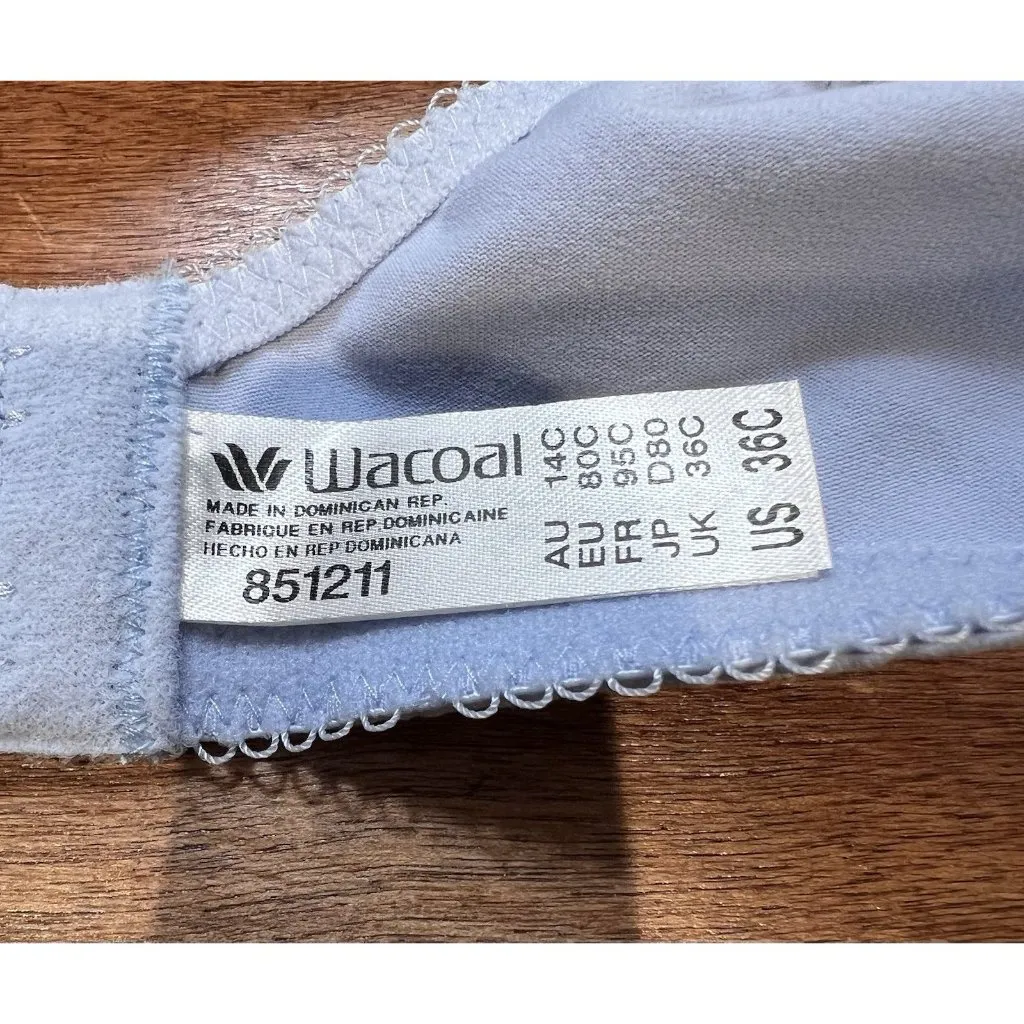 Wacoal
MADE IN DOMINICAN REP
FABRIQUE EN REP DOMINICAINE
HECHO EN REP DOMINICANA
851211
AU 14C
EU 80C
FR 95C
JP D80
UK 36C
US 36C